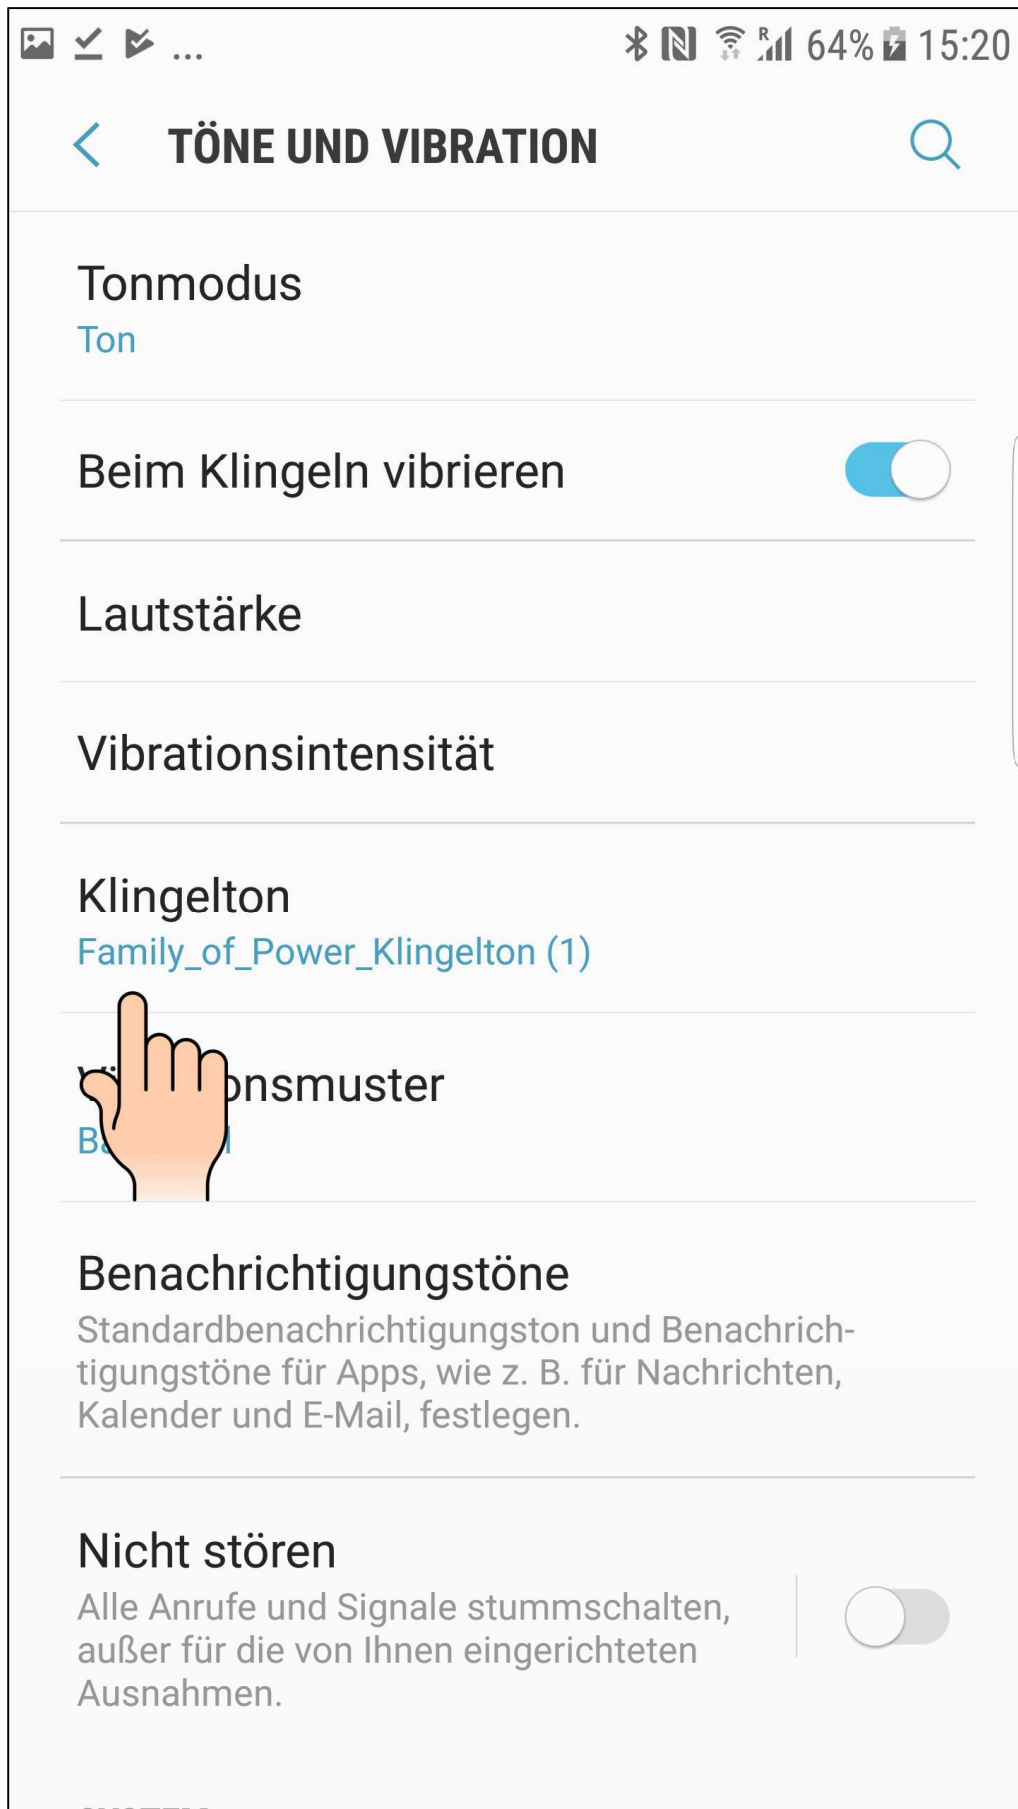 ... R 64% 15:20
TÖNE UND VIBRATION
Tonmodus
Ton
Beim Klingeln vibrieren
Lautstärke
Vibrationsintensität
Klingelton
Family_of_Power_Klingelton (1)
Benachrichtigungstöne
Standardbenachrichtigungston und Benachrich-
tigungstöne für Apps, wie z. B. für Nachrichten,
Kalender und E-Mail, festlegen.
Nicht stören
Alle Anrufe und Signale stummschalten,
außer für die von Ihnen eingerichteten
Ausnahmen.